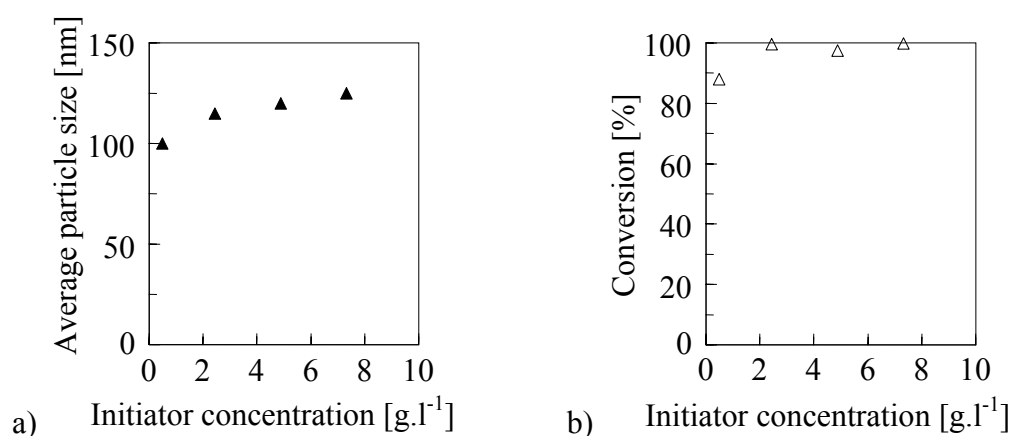 Average particle size [nm]
150
100
50
0
0 2 4 6 8 10
Initiator concentration [g.l-1]
a)
Conversion [%]
100
80
60
40
20
0
0 2 4 6 8 10
Initiator concentration [g.l-1]
b)